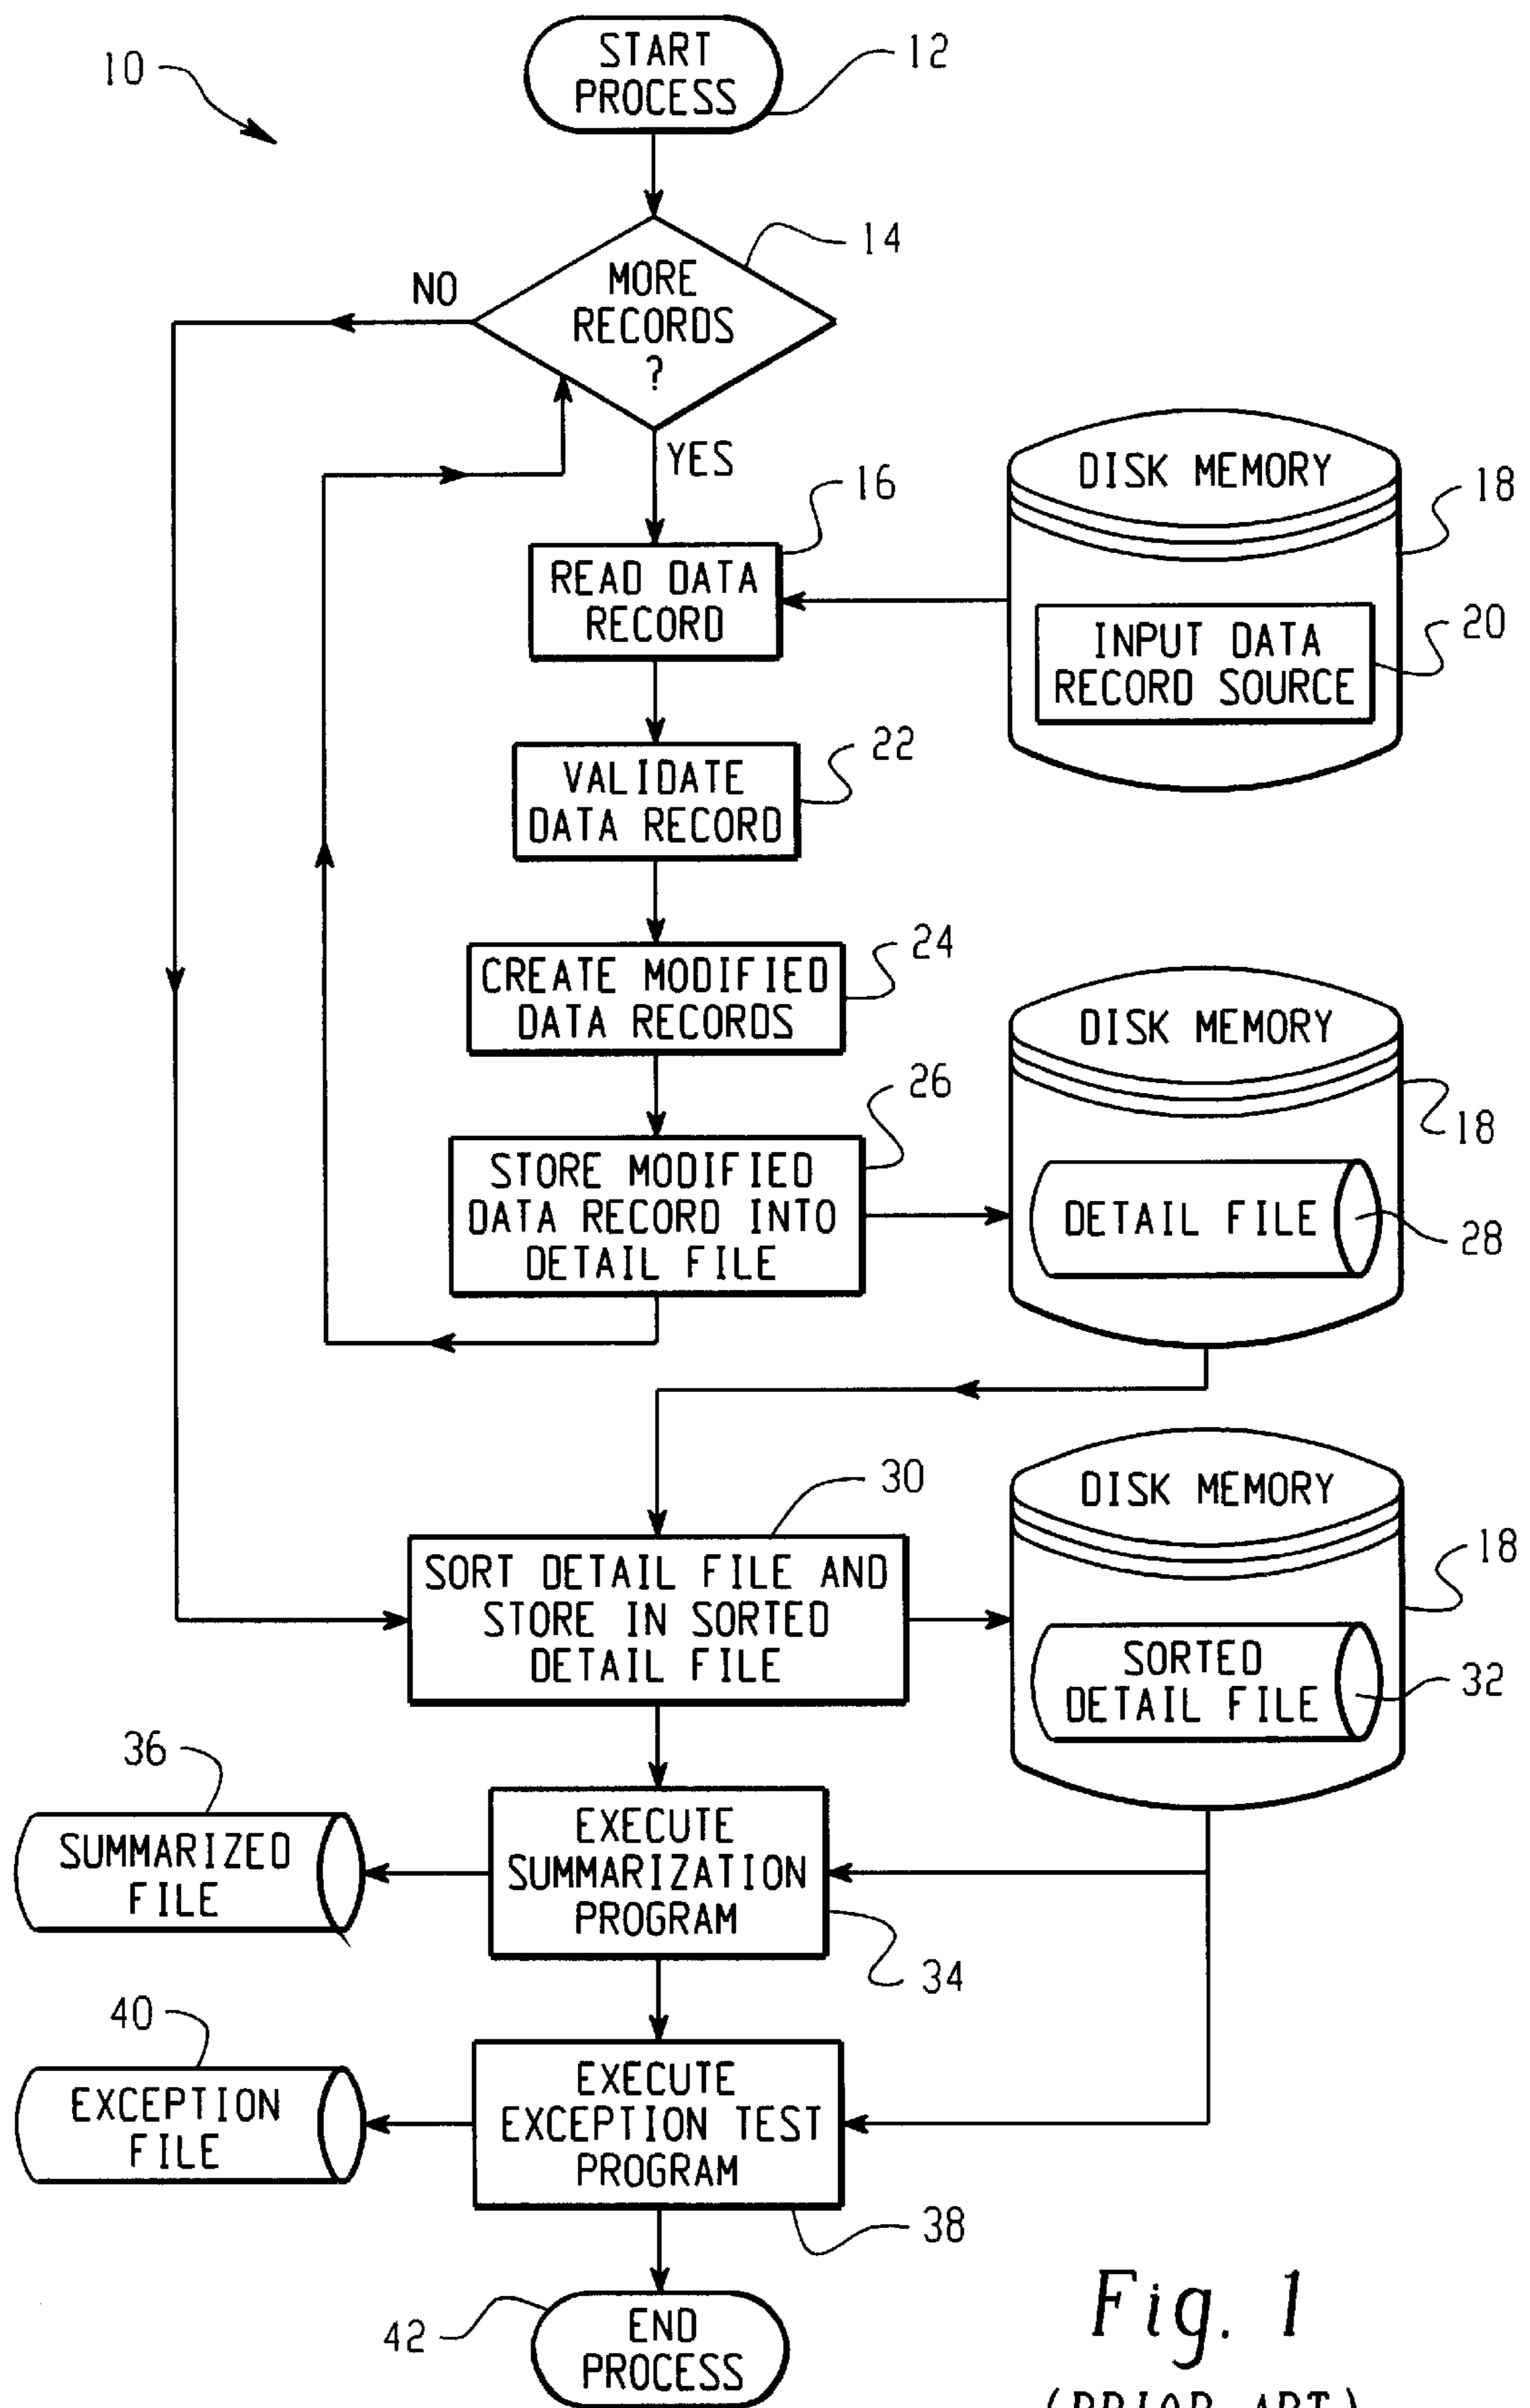 10
START
PROCESS
12
14
MORE
RECORDS
?
NO
YES
16
READ DATA
RECORD
DISK MEMORY
18
INPUT DATA
RECORD SOURCE
20
22
VALIDATE
DATA RECORD
24
CREATE MODIFIED
DATA RECORDS
26
STORE MODIFIED
DATA RECORD INTO
DETAIL FILE
DISK MEMORY
18
DETAIL FILE
28
30
SORT DETAIL FILE AND
STORE IN SORTED
DETAIL FILE
DISK MEMORY
18
SORTED
DETAIL FILE
32
36
SUMMARIZED
FILE
EXECUTE
SUMMARIZATION
PROGRAM
34
40
EXCEPTION
FILE
EXECUTE
EXCEPTION TEST
PROGRAM
38
42
END
PROCESS
Fig. 1
(PRIOR ART)